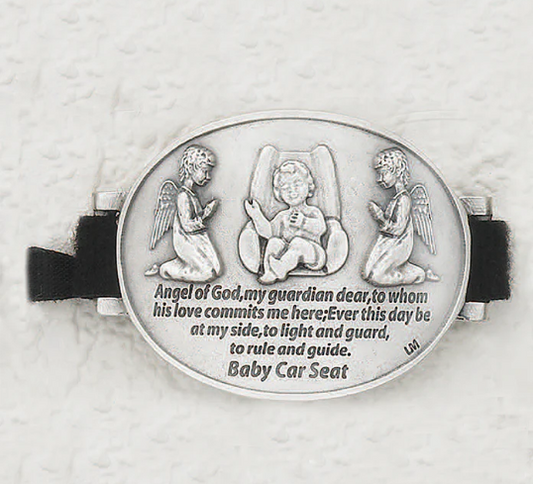 Angel of God,my guardian dear,to whom
his love commits me here;Ever this day be
at my side,to light and guard,
to rule and guide.
LM
Baby Car Seat